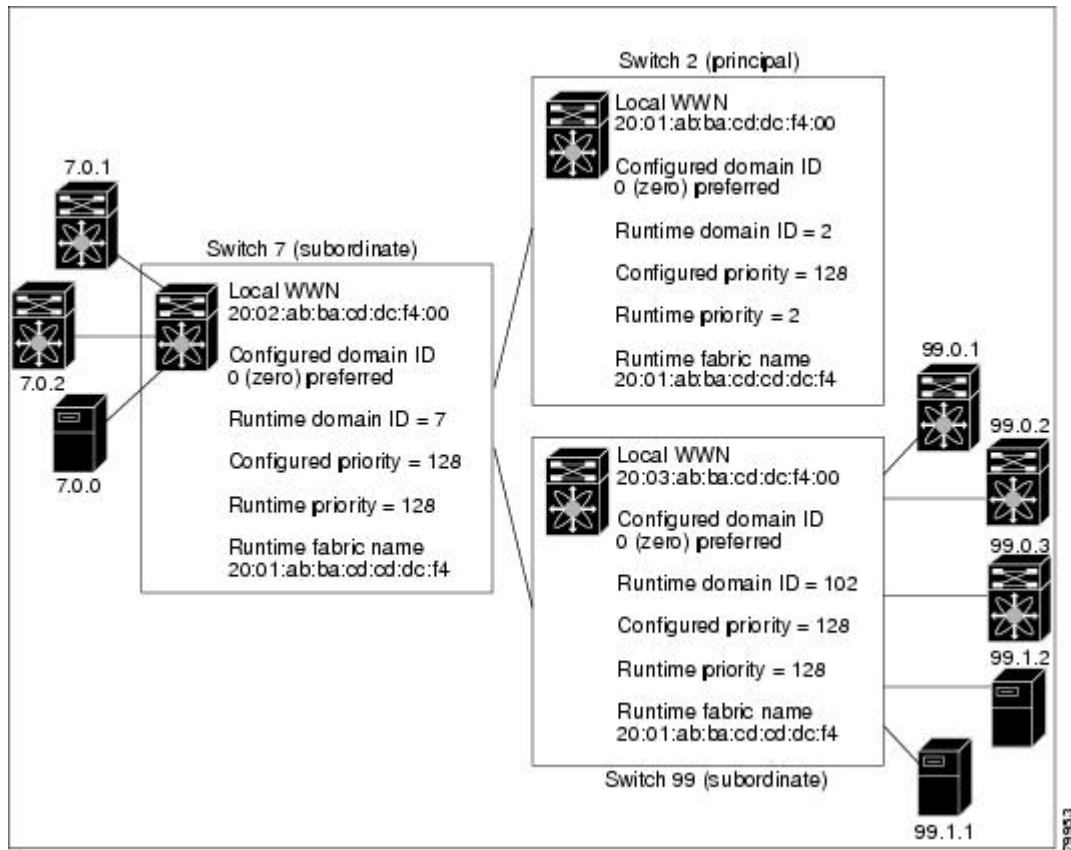 Switch 2 (principal)
Local WWN
20:01:ab:ba:cd:dc:f4:00
Configured domain ID
0 (zero) preferred
Runtime domain ID = 2
Configured priority = 128
Runtime priority = 2
Runtime fabric name
20:01:ab:ba:cd:cd:dc:f4
7.0.1
7.0.2
7.0.0
Switch 7 (subordinate)
Local WWN
20:02:ab:ba:cd:dc:f4:00
Configured domain ID
0 (zero) preferred
Runtime domain ID = 7
Configured priority = 128
Runtime priority = 128
Runtime fabric name
20:01:ab:ba:cd:cd:dc:f4
Local WWN
20:03:ab:ba:cd:dc:f4:00
Configured domain ID
0 (zero) preferred
Runtime domain ID = 102
Configured priority = 128
Runtime priority = 128
Runtime fabric name
20:01:ab:ba:cd:cd:dc:f4
Switch 99 (subordinate)
99.0.1
99.0.2
99.0.3
99.1.2
99.1.1
79953